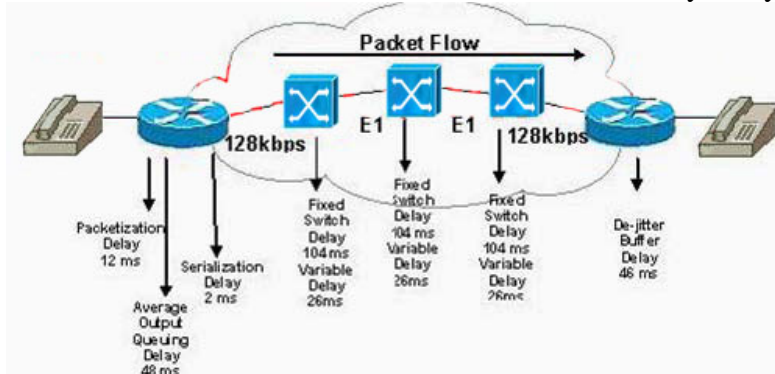 Packet Flow
128kbps
E1
E1
128kbps
Packetization
Delay
12 ms
Average
Output
Queuing
Delay
48 ms
Serialization
Delay
2 ms
Fixed
Switch
Delay
104 ms
Variable
Delay
26ms
Fixed
Switch
Delay
104 ms
Variable
Delay
26ms
Fixed
Switch
Delay
104 ms
Variable
Delay
26ms
De-jitter
Buffer
Delay
46 ms